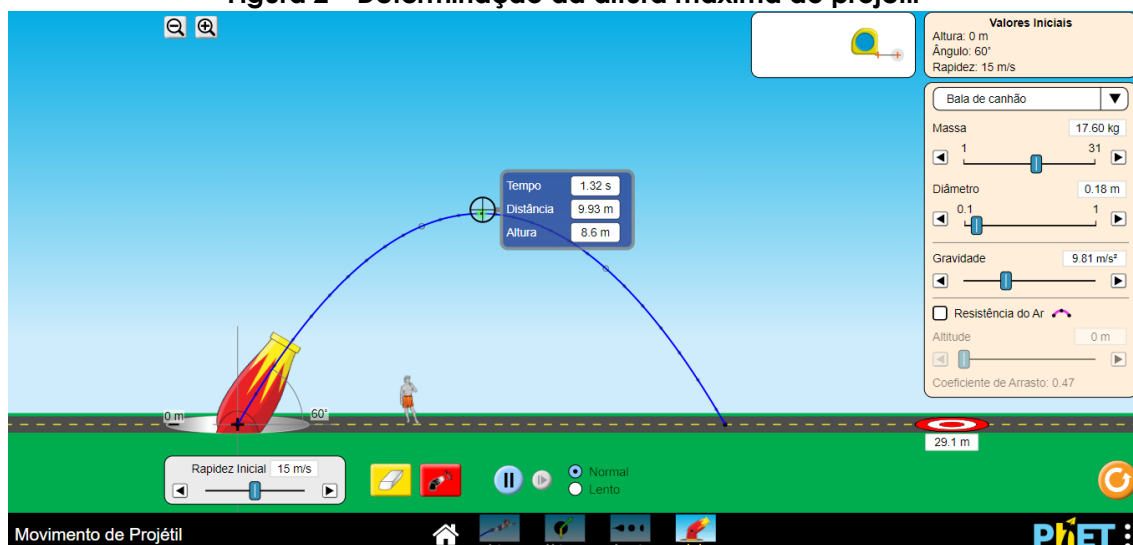 Valores Iniciais
Altura: 0 m
Ângulo: 60°
Rapidez: 15 m/s
Bala de canhão
Massa 17.60 kg
1 31
Diâmetro 0.18 m
0.1 1
Gravidade 9.81 m/s²
Resistência do Ar
Altitude 0 m
Coeficiente de Arrasto: 0.47
Tempo 1.32 s
Distância 9.93 m
Altura 8.6 m
0 m
60°
29.1 m
Rapidez Inicial 15 m/s
Normal
Lento
Movimento de Projétil
PhET